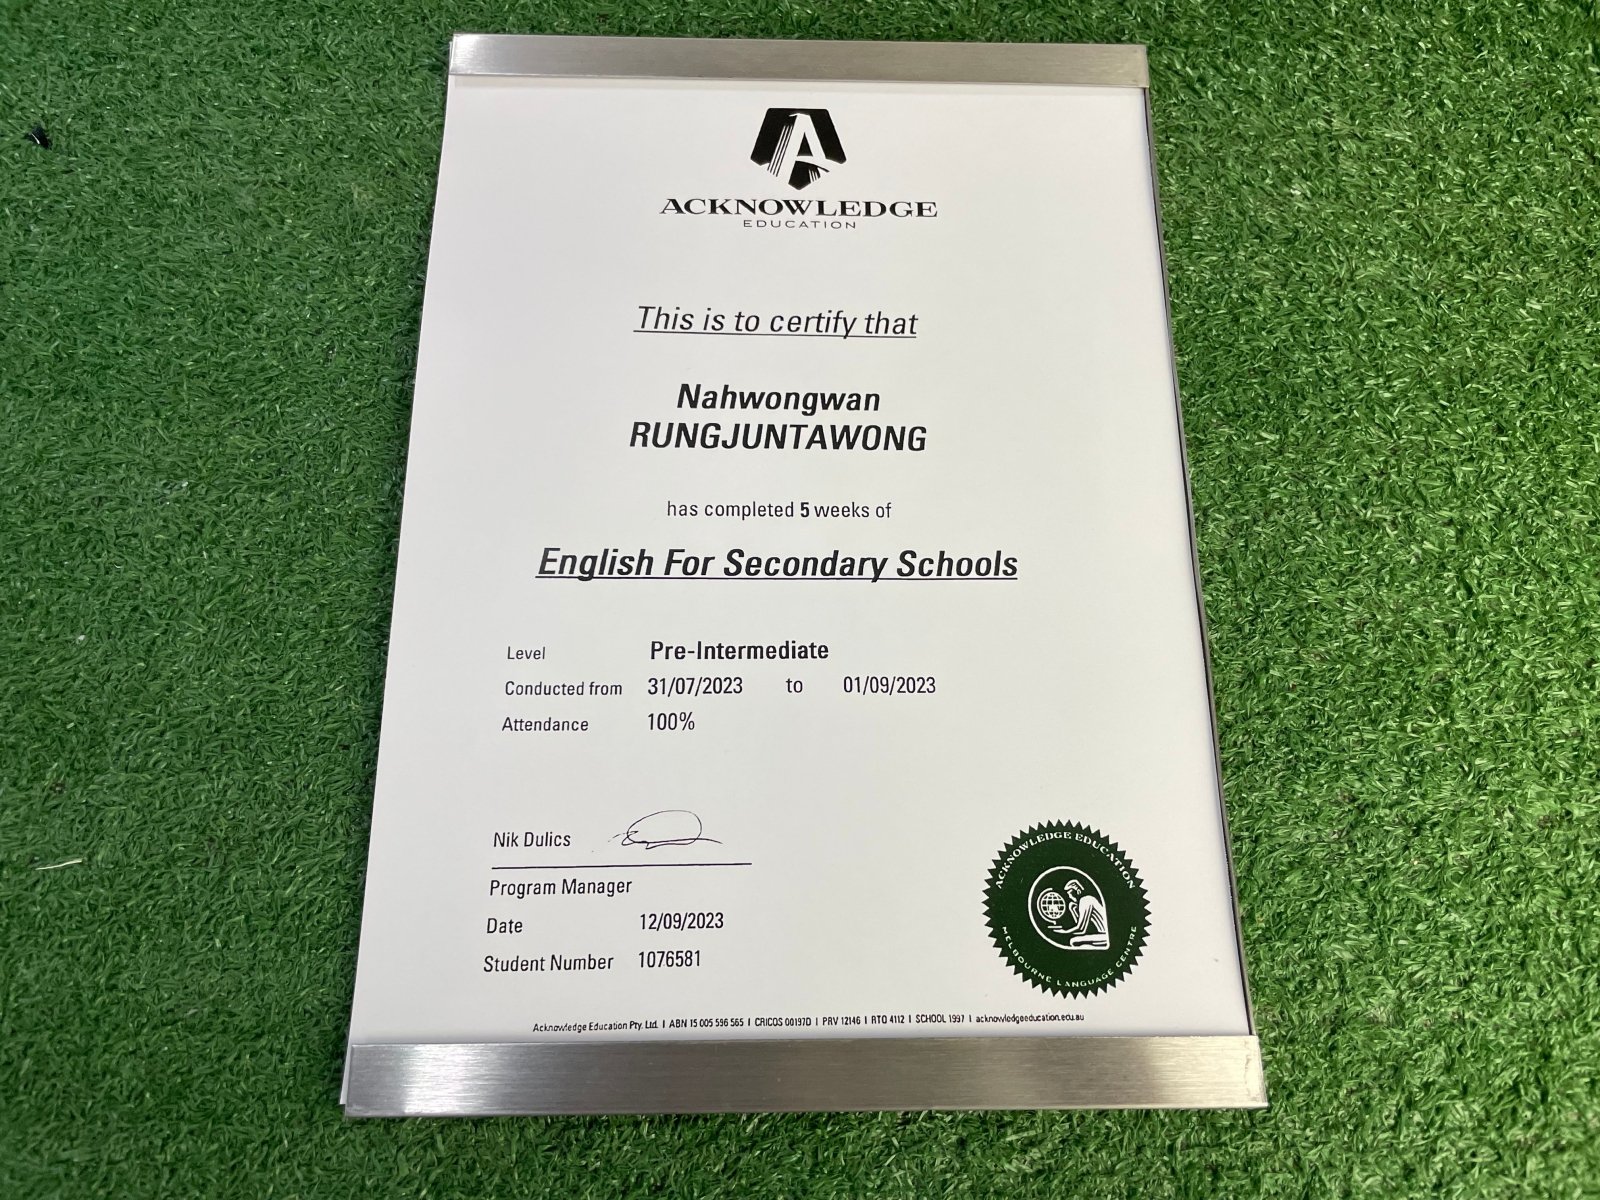 ACKNOWLEDGE
EDUCATION
This is to certify that
Nahwongwan
RUNGJUNTAWONG
has completed 5 weeks of
English For Secondary Schools
Level Pre-Intermediate
Conducted from 31/07/2023 to 01/09/2023
Attendance 100%
Nik Dulics
Program Manager
Date 12/09/2023
Student Number 1076581
ACKNOWLEDGE EDUCATION
MELBOURNE LANGUAGE CENTRE
Acknowledge Education Pty. Ltd. I ABN 15 005 596 565 I CRICOS 00197D I PRV 12146 I RTO 4112 I SCHOOL 1997 I acknowledgeeducation.edu.au